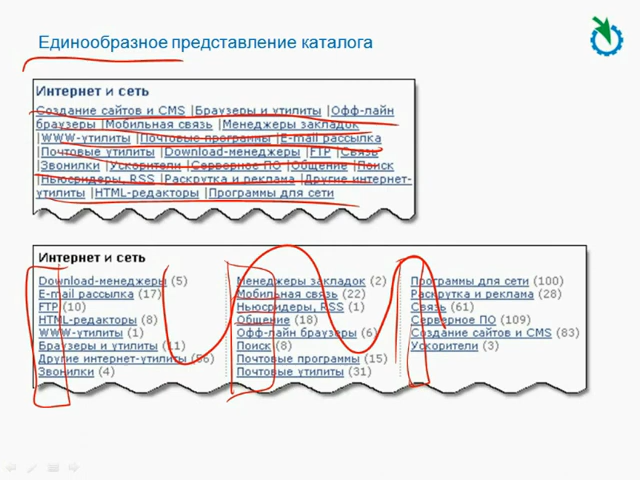 Единообразное представление каталога
Интернет и сеть
Создание сайтов и CMS |Браузеры и утилиты |Офф-лайн
браузеры |Мобильная связь |Менеджеры закладок
|WWW-утилиты |Почтовые программы |E-mail рассылка
|Почтовые утилиты |Download-менеджеры |FTP |Связь
|Звонилки |Ускорители |Серверное ПО |Общение |Поиск
|Ньюсридеры, RSS |Раскрутка и реклама |Другие интернет-
утилиты |HTML-редакторы |Программы для сети
Интернет и сеть
Download-менеджеры (5)
E-mail рассылка (17)
FTP (10)
HTML-редакторы (8)
WWW-утилиты (1)
Браузеры и утилиты (11)
Другие интернет-утилиты (56)
Звонилки (4)
Менеджеры закладок (2)
Мобильная связь (22)
Ньюсридеры, RSS (1)
Общение (18)
Офф-лайн браузеры (6)
Поиск (8)
Почтовые программы (15)
Почтовые утилиты (31)
Программы для сети (100)
Раскрутка и реклама (28)
Связь (61)
Серверное ПО (109)
Создание сайтов и CMS (83)
Ускорители (3)